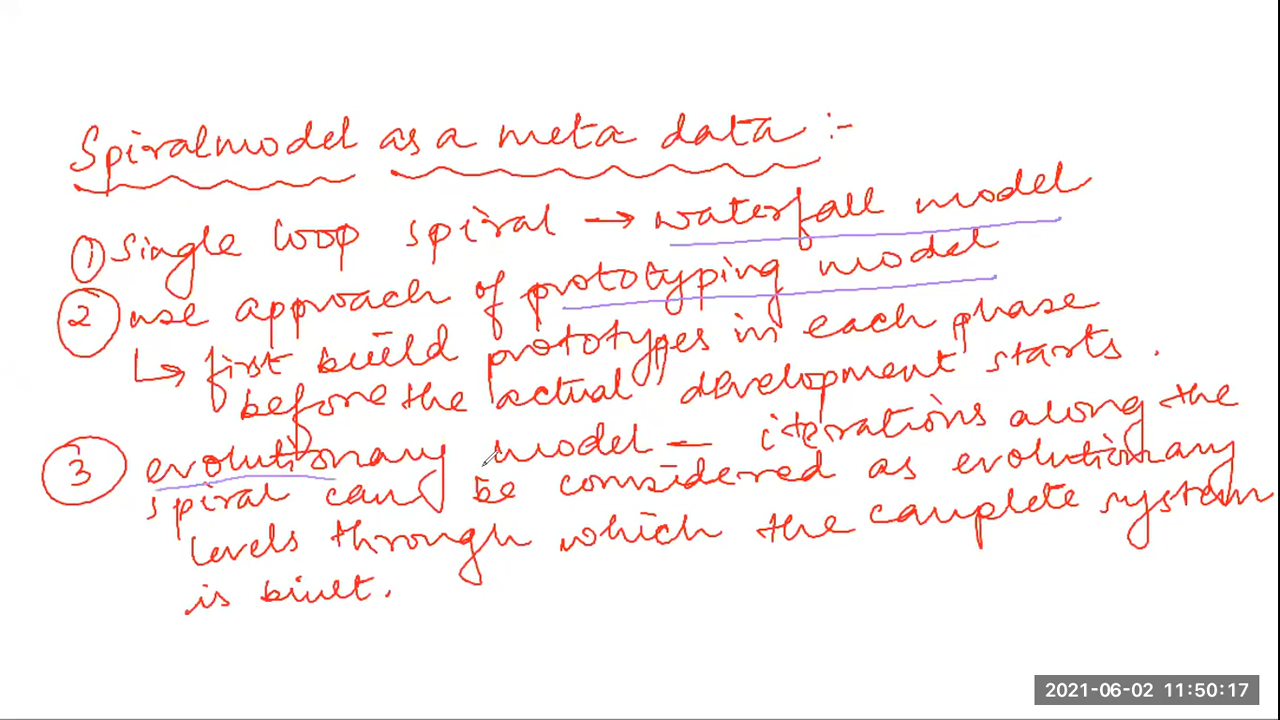 Spiralmodel as a meta data :-
① Single loop spiral → waterfall model
② use approach of prototyping model
↳ first build prototypes in each phase
before the actual development starts.
③ evolutionary model – iterations along the
spiral can be considered as evolutionary
levels through which the complete system
is built.
2021-06-02 11:50:17